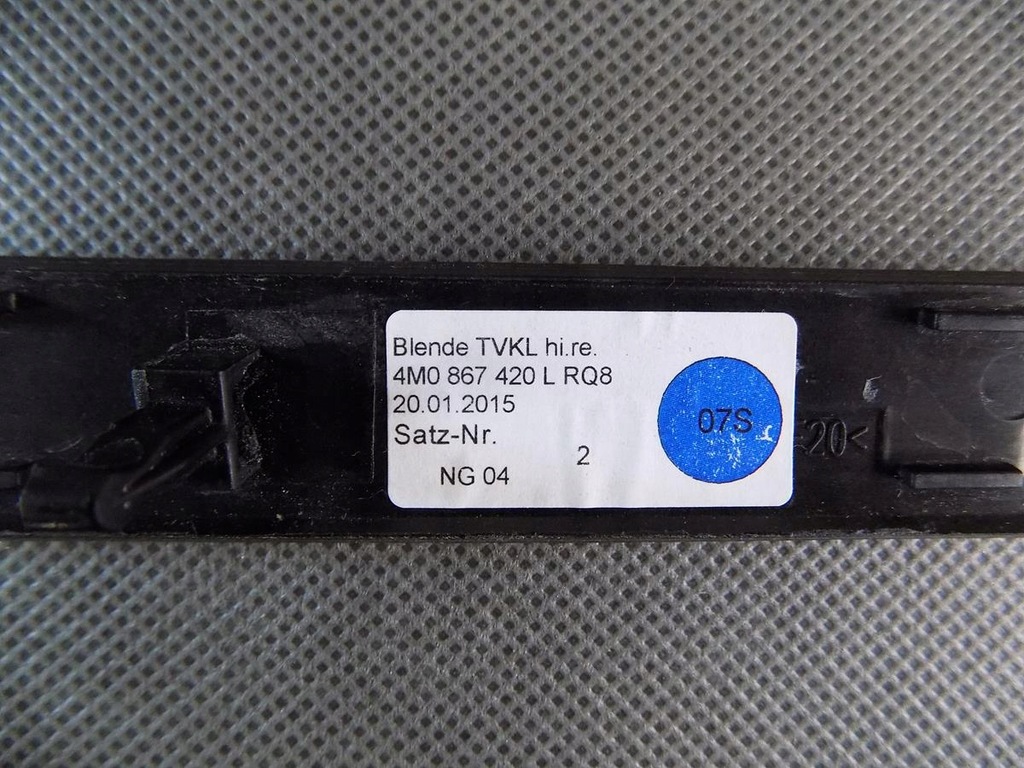 Blende TVKL hi.re.
4M0 867 420 L RQ8
20.01.2015
Satz-Nr.
2
NG 04
07S
20<